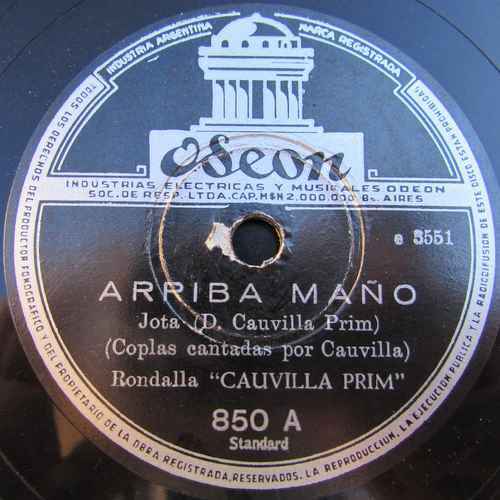 INDUSTRIA ARGENTINA
MARCA REGISTRADA
Odeon
INDUSTRIAS ELECTRICAS Y MUSICALES ODEON
SOC. DE RESP. LTDA. CAP. M$N 2.000.000 Bs. AIRES
e 3551
ARRIBA MAÑO
Jota (D. Cauvilla Prim)
(Coplas cantadas por Cauvilla)
Rondalla "CAUVILLA PRIM"
850 A
Standard
TODOS LOS DERECHOS DEL PRODUCTOR FONOGRAFICO Y DEL PROPIETARIO DE LA OBRA REGISTRADA, RESERVADOS. LA REPRODUCCION, LA EJECUCION PUBLICA Y LA RADIODIFUSION DE ESTE DISCO ESTAN PROHIBIDAS